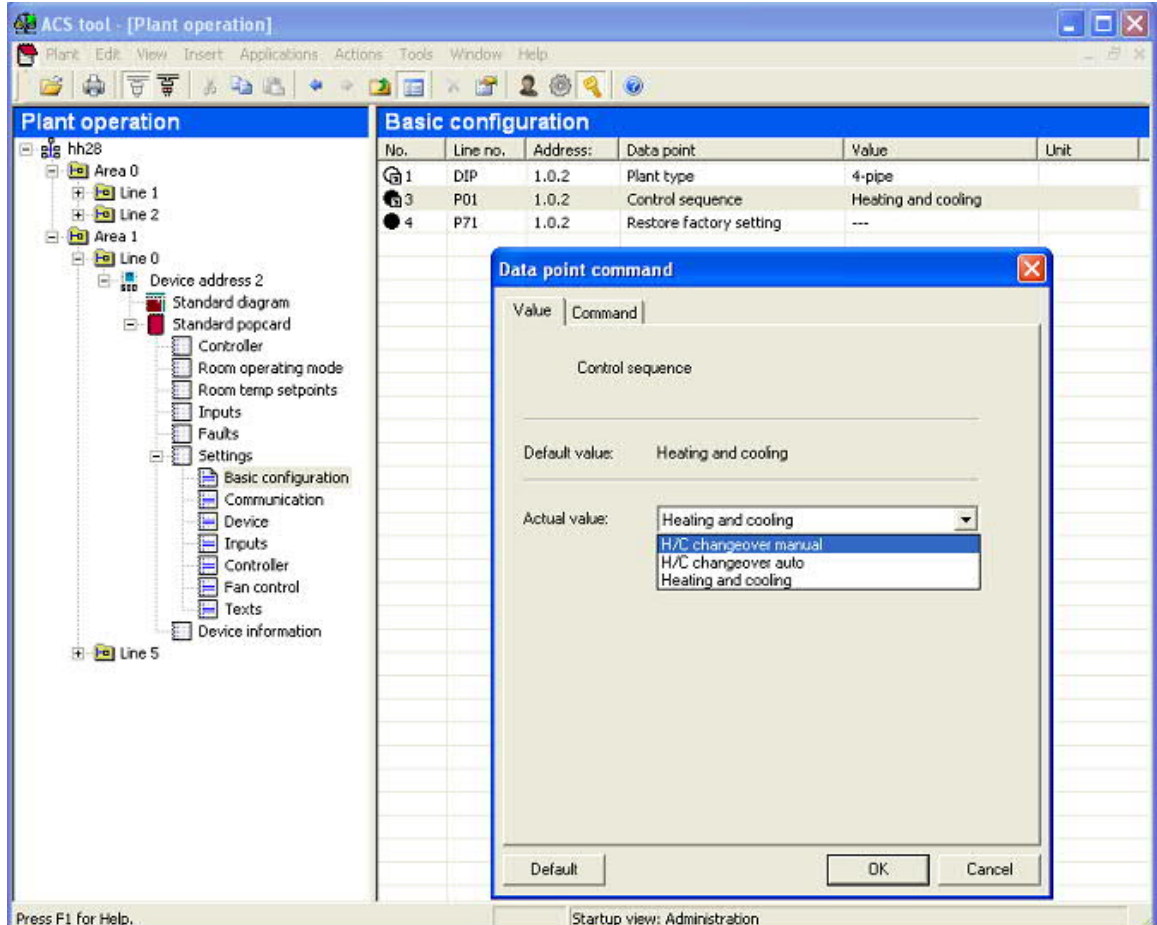 ACS tool - [Plant operation]
Plant Edit View Insert Applications Actions Tools Window Help
Plant operation
hh28
Area 0
Line 1
Line 2
Area 1
Line 0
Device address 2
Standard diagram
Standard popcard
Controller
Room operating mode
Room temp setpoints
Inputs
Faults
Settings
Basic configuration
Communication
Device
Inputs
Controller
Fan control
Texts
Device information
Line 5
Basic configuration
No. Line no. Address: Data point Value Unit
1 DIP 1.0.2 Plant type 4-pipe
3 P01 1.0.2 Control sequence Heating and cooling
4 P71 1.0.2 Restore factory setting ---
Data point command
Value Command
Control sequence
Default value: Heating and cooling
Actual value: Heating and cooling
H/C changeover manual
H/C changeover auto
Heating and cooling
Default OK Cancel
Press F1 for Help. Startup view: Administration